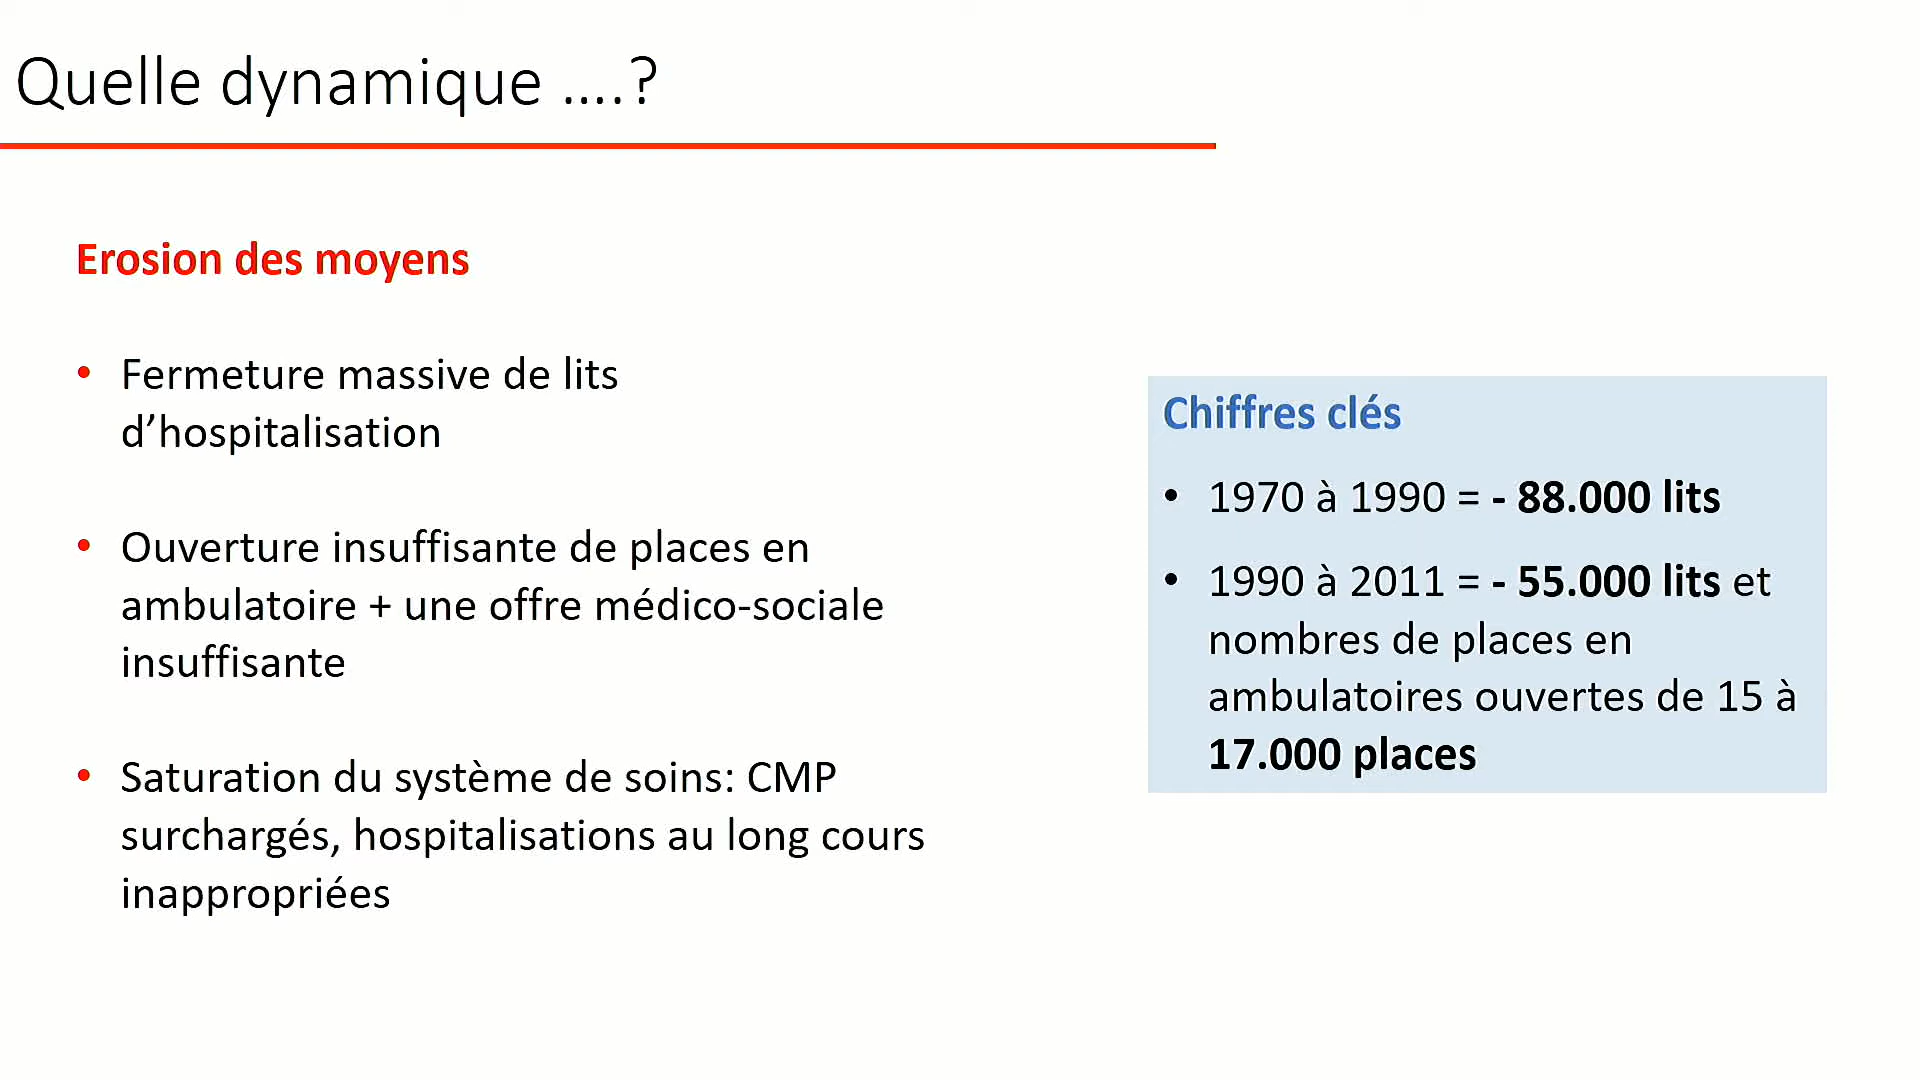 Quelle dynamique ....?
Erosion des moyens
• Fermeture massive de lits
d’hospitalisation
• Ouverture insuffisante de places en
ambulatoire + une offre médico-sociale
insuffisante
• Saturation du système de soins: CMP
surchargés, hospitalisations au long cours
inappropriées
Chiffres clés
• 1970 à 1990 = - 88.000 lits
• 1990 à 2011 = - 55.000 lits et
nombres de places en
ambulatoires ouvertes de 15 à
17.000 places